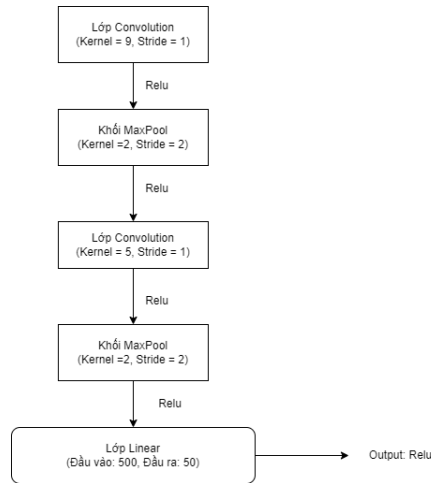 Lớp Convolution
(Kernel = 9, Stride = 1)
Relu
Khối MaxPool
(Kernel =2, Stride = 2)
Relu
Lớp Convolution
(Kernel = 5, Stride = 1)
Relu
Khối MaxPool
(Kernel =2, Stride = 2)
Relu
Lớp Linear
(Đầu vào: 500, Đầu ra: 50)
Output: Relu